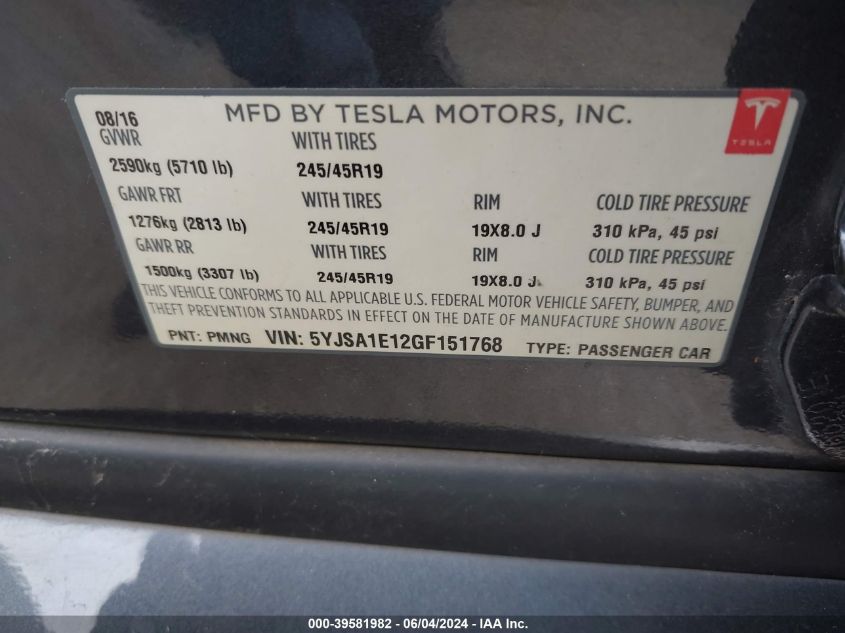 08/16 MFD BY TESLA MOTORS, INC.
TESLA
GVWR WITH TIRES
2590kg (5710 lb) 245/45R19
GAWR FRT WITH TIRES RIM COLD TIRE PRESSURE
1276kg (2813 lb) 245/45R19 19X8.0 J 310 kPa, 45 psi
GAWR RR WITH TIRES RIM COLD TIRE PRESSURE
1500kg (3307 lb) 245/45R19 19X8.0 J 310 kPa, 45 psi
THIS VEHICLE CONFORMS TO ALL APPLICABLE U.S. FEDERAL MOTOR VEHICLE SAFETY, BUMPER, AND
THEFT PREVENTION STANDARDS IN EFFECT ON THE DATE OF MANUFACTURE SHOWN ABOVE.
PNT: PMNG VIN: 5YJSA1E12GF151768 TYPE: PASSENGER CAR
000-39581982 - 06/04/2024 - IAA Inc.